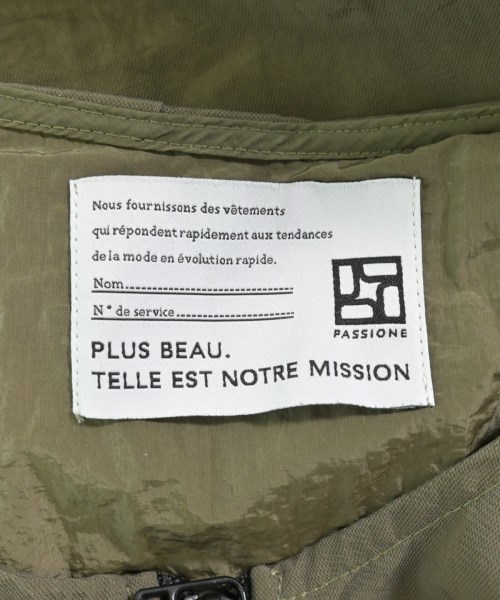 Nous fournissons des vêtements
qui répondent rapidement aux tendances
de la mode en évolution rapide.
Nom
N° de service
PASSIONE
PLUS BEAU.
TELLE EST NOTRE MISSION